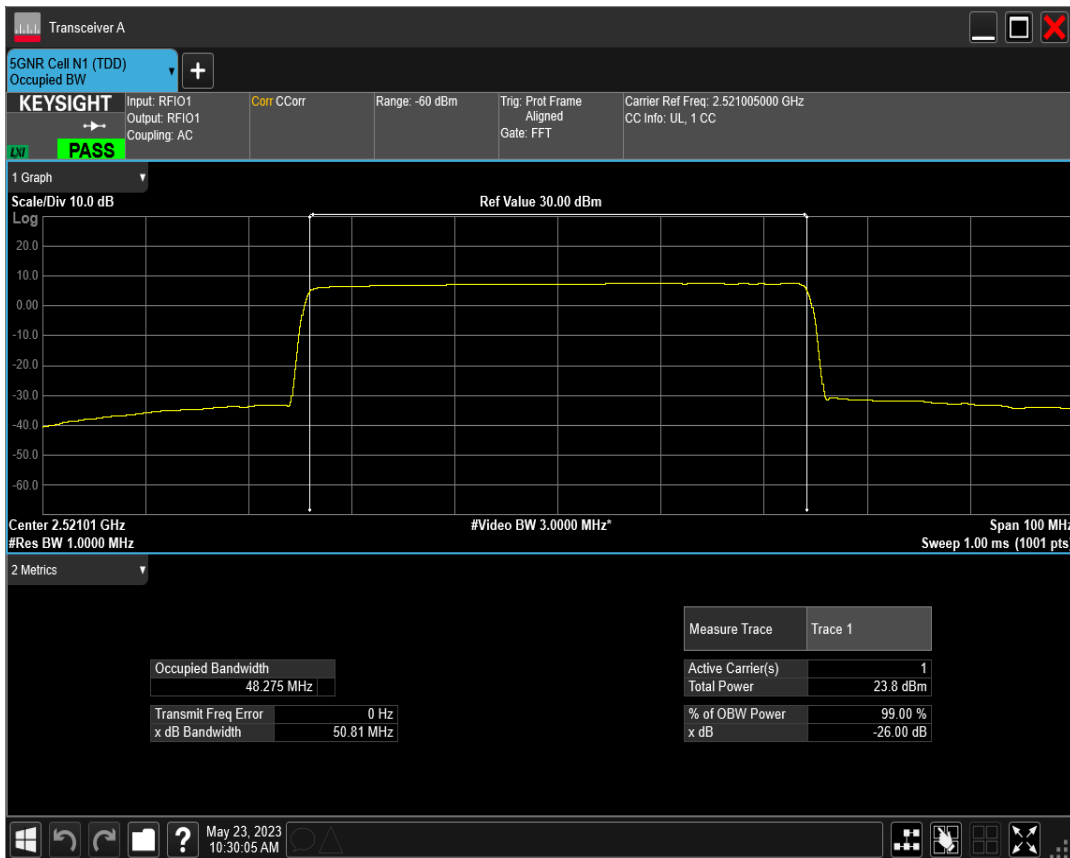 Transceiver A
5GNR Cell N1 (TDD)
Occupied BW
+
KEYSIGHT
LXI
PASS
Input: RFIO1
Output: RFIO1
Coupling: AC
Corr CCorr
Range: -60 dBm
Trig: Prot Frame
Aligned
Gate: FFT
Carrier Ref Freq: 2.521005000 GHz
CC Info: UL, 1 CC
1 Graph
Scale/Div 10.0 dB
Ref Value 30.00 dBm
Log
20.0
10.0
0.00
-10.0
-20.0
-30.0
-40.0
-50.0
-60.0
Center 2.52101 GHz
#Video BW 3.0000 MHz*
Span 100 MHz
#Res BW 1.0000 MHz
Sweep 1.00 ms (1001 pts)
2 Metrics
Measure Trace Trace 1
Occupied Bandwidth
48.275 MHz
Active Carrier(s) 1
Total Power 23.8 dBm
Transmit Freq Error 0 Hz
x dB Bandwidth 50.81 MHz
% of OBW Power 99.00 %
x dB -26.00 dB
?
May 23, 2023
10:30:05 AM